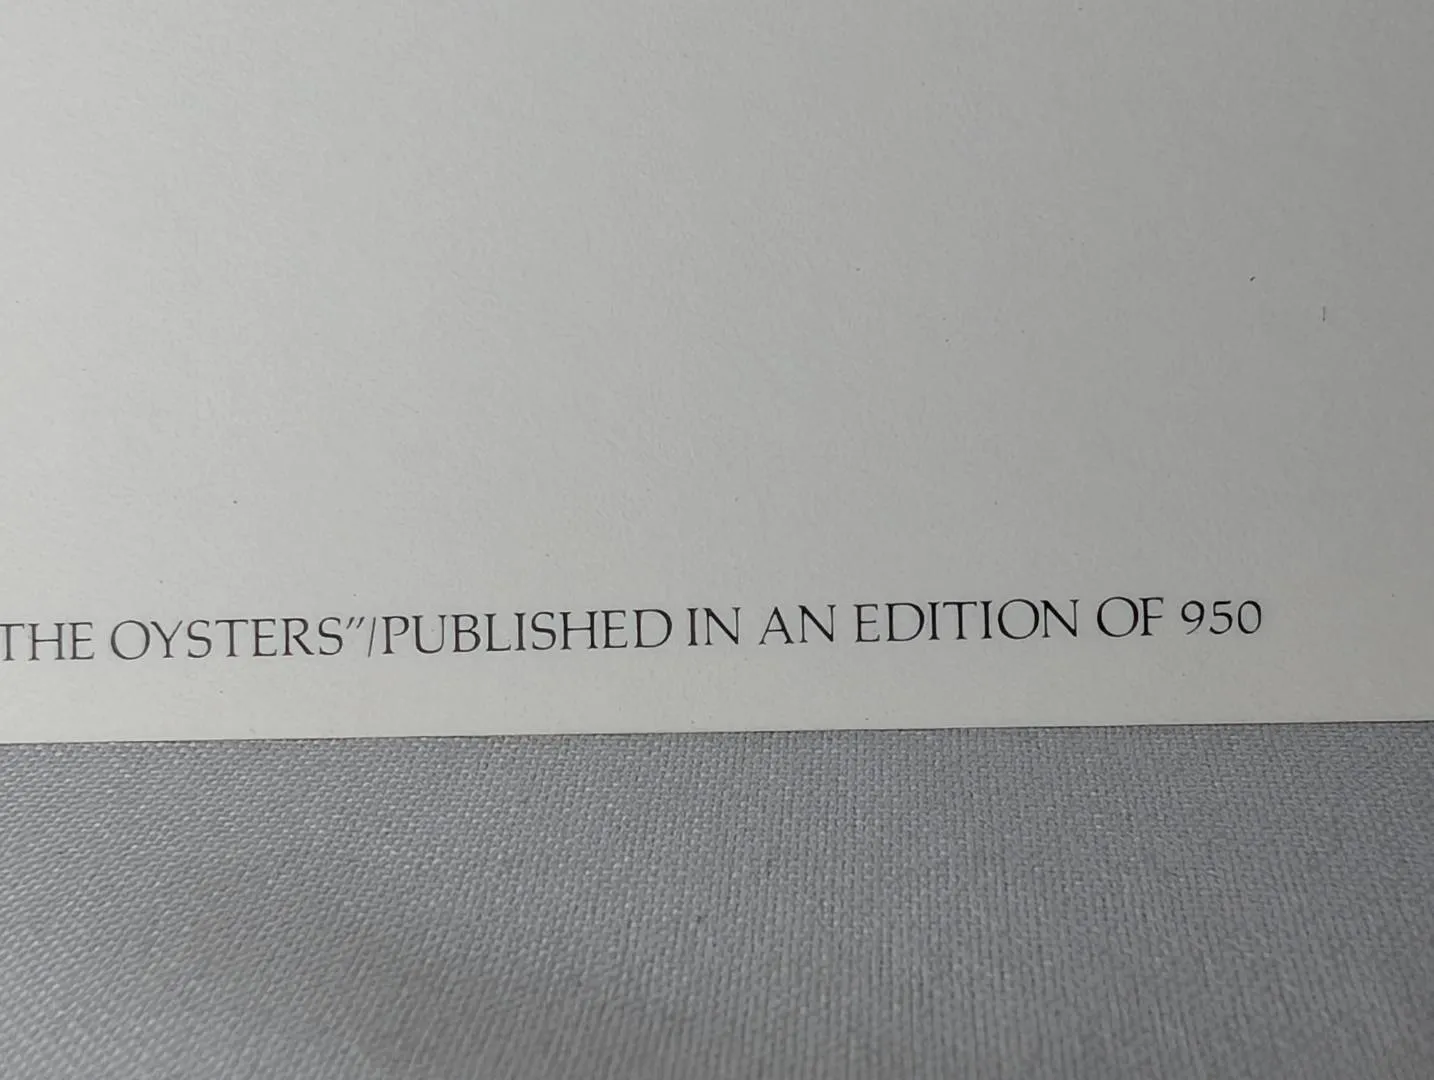 THE OYSTERS"/PUBLISHED IN AN EDITION OF 950